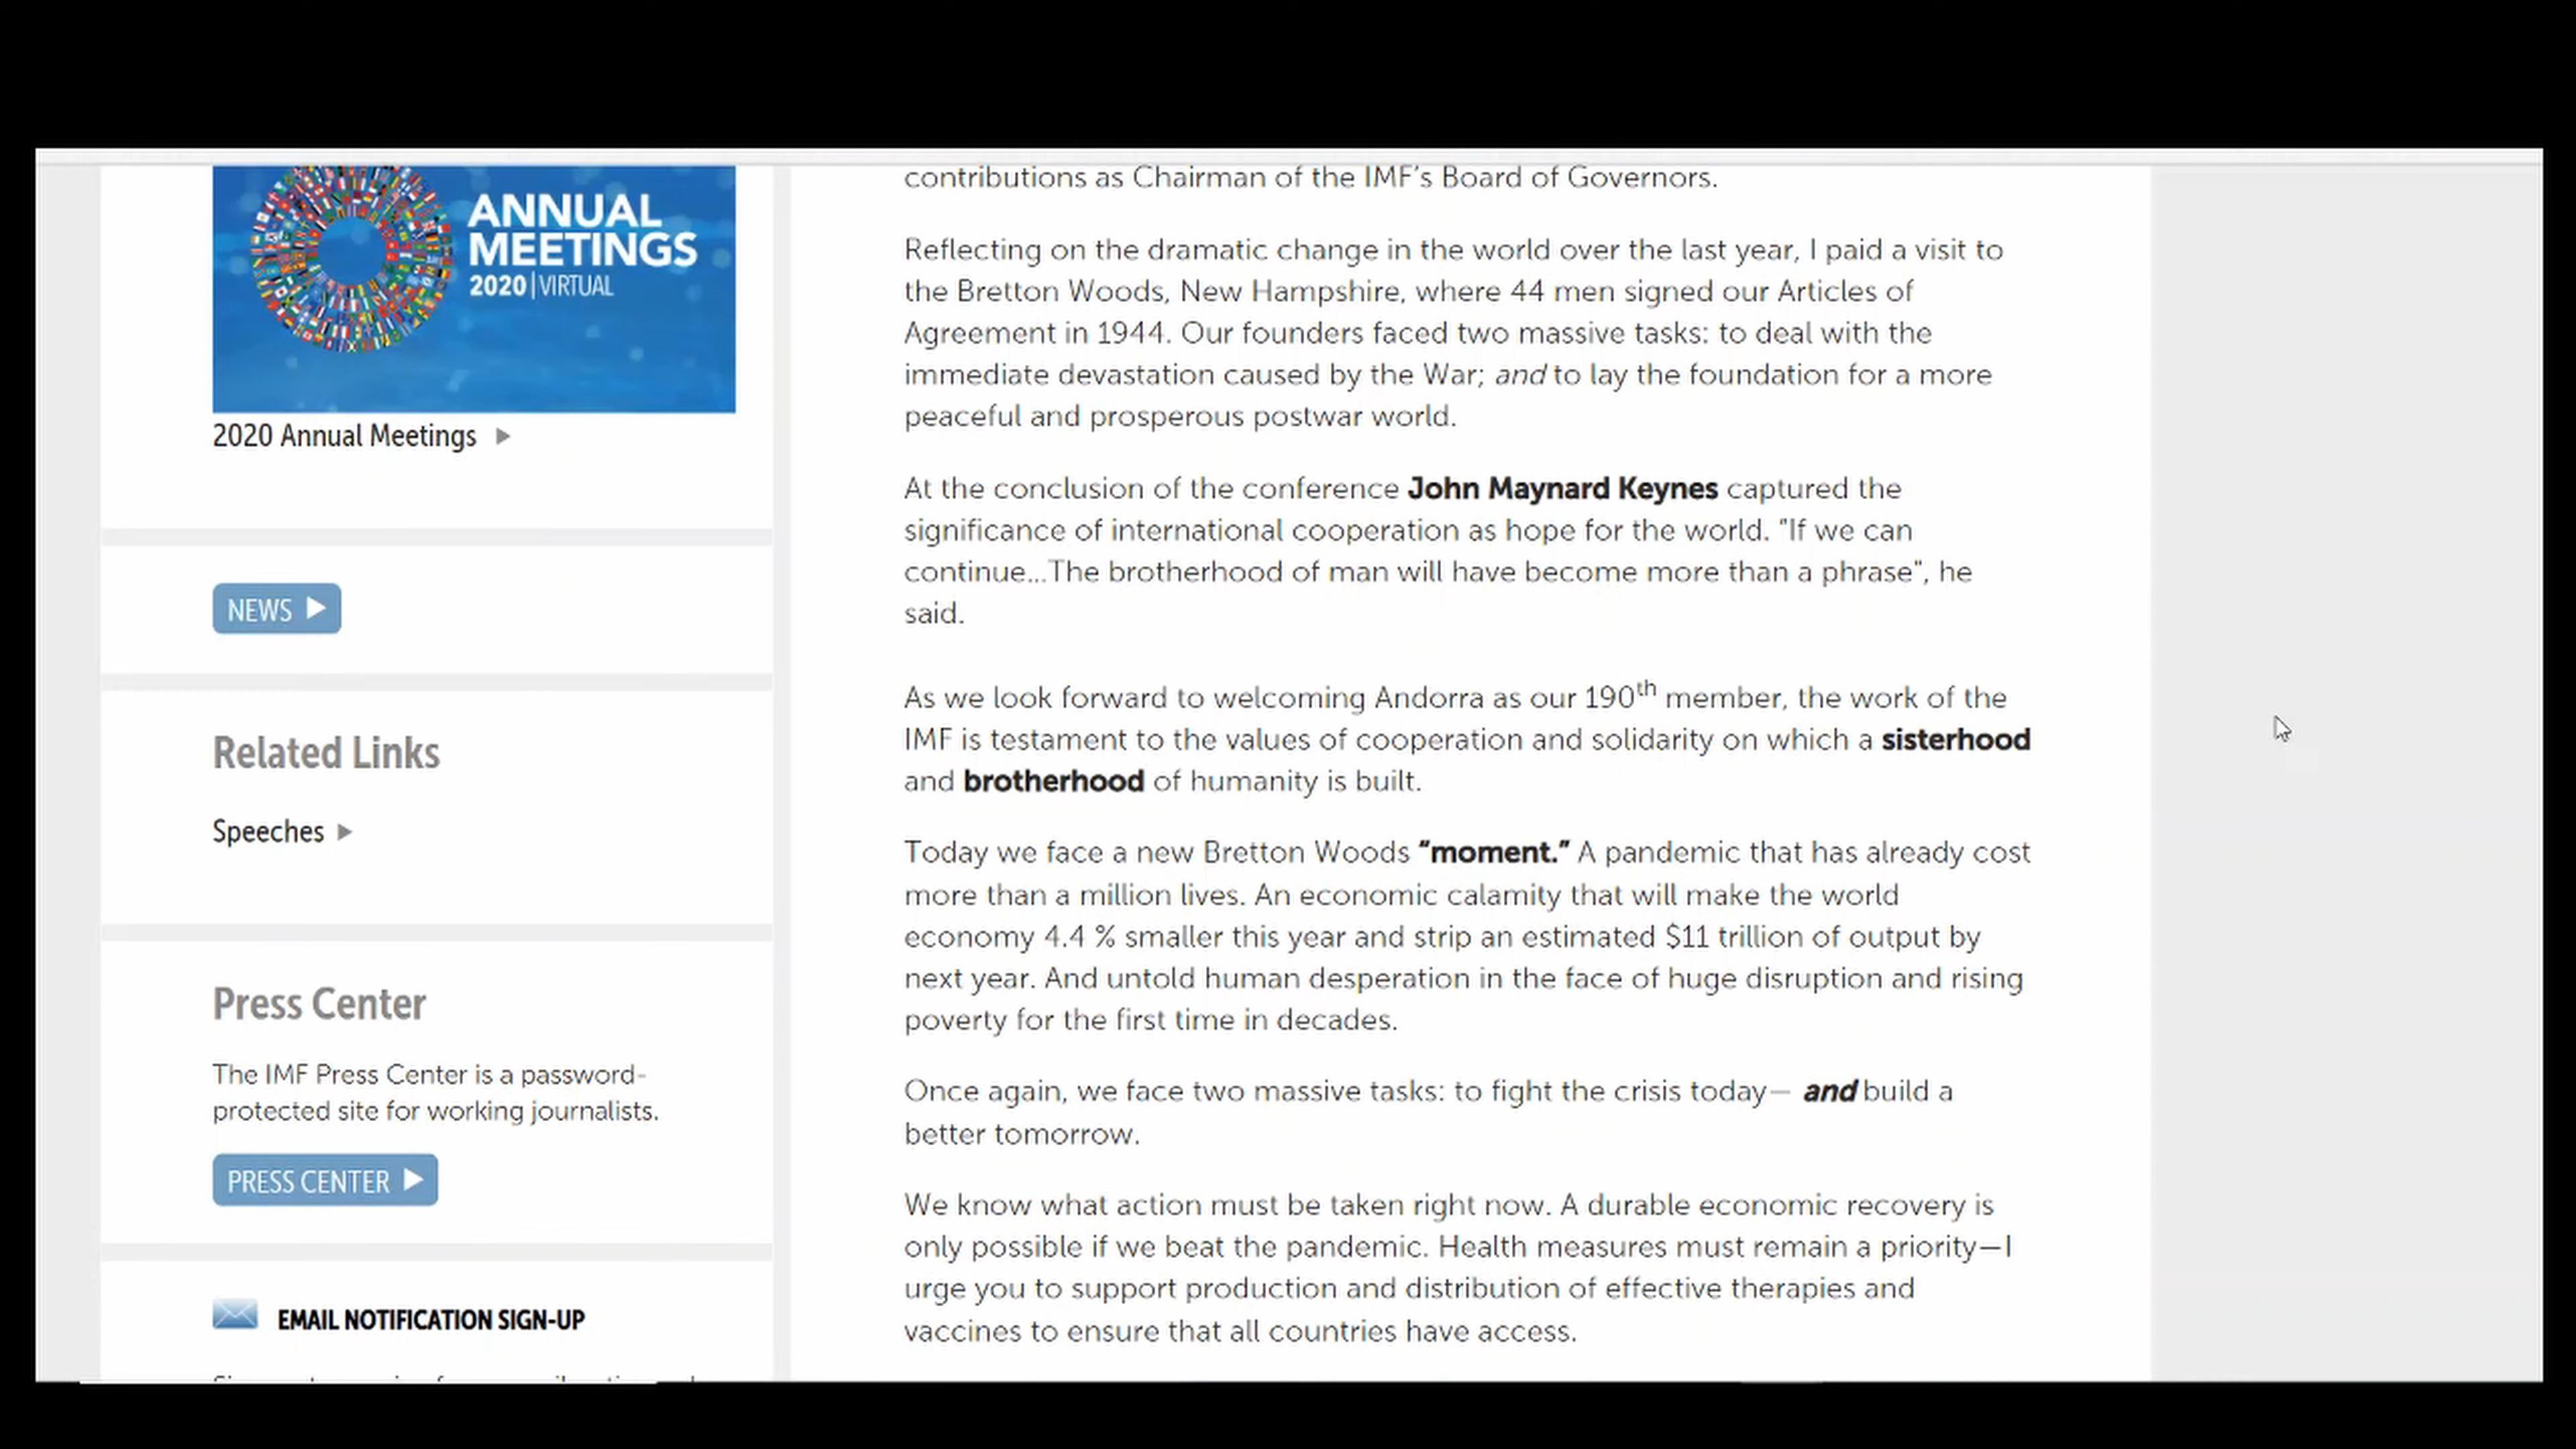 ANNUAL
MEETINGS
2020 | VIRTUAL
2020 Annual Meetings
NEWS
Related Links
Speeches
Press Center
The IMF Press Center is a password-
protected site for working journalists.
PRESS CENTER
EMAIL NOTIFICATION SIGN-UP
contributions as Chairman of the IMF’s Board of Governors.
Reflecting on the dramatic change in the world over the last year, I paid a visit to
the Bretton Woods, New Hampshire, where 44 men signed our Articles of
Agreement in 1944. Our founders faced two massive tasks: to deal with the
immediate devastation caused by the War; and to lay the foundation for a more
peaceful and prosperous postwar world.
At the conclusion of the conference John Maynard Keynes captured the
significance of international cooperation as hope for the world. "If we can
continue...The brotherhood of man will have become more than a phrase", he
said.
As we look forward to welcoming Andorra as our 190th member, the work of the
IMF is testament to the values of cooperation and solidarity on which a sisterhood
and brotherhood of humanity is built.
Today we face a new Bretton Woods “moment.” A pandemic that has already cost
more than a million lives. An economic calamity that will make the world
economy 4.4 % smaller this year and strip an estimated $11 trillion of output by
next year. And untold human desperation in the face of huge disruption and rising
poverty for the first time in decades.
Once again, we face two massive tasks: to fight the crisis today— and build a
better tomorrow.
We know what action must be taken right now. A durable economic recovery is
only possible if we beat the pandemic. Health measures must remain a priority—I
urge you to support production and distribution of effective therapies and
vaccines to ensure that all countries have access.